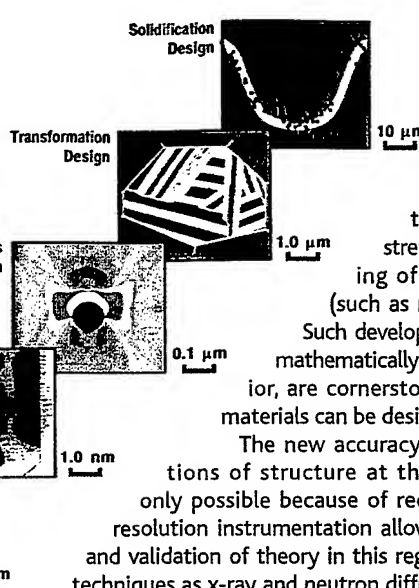 Solidification
Design
10 μm
Transformation
Design
1.0 μm
t
stre
ing of
(such as
Such develop
0.1 μm
mathematically
ior, are cornersto
materials can be desi
The new accuracy
1.0 nm
tions of structure at th
only possible because of rec
resolution instrumentation allo
and validation of theory in this reg
techniques as x-ray and neutron diff